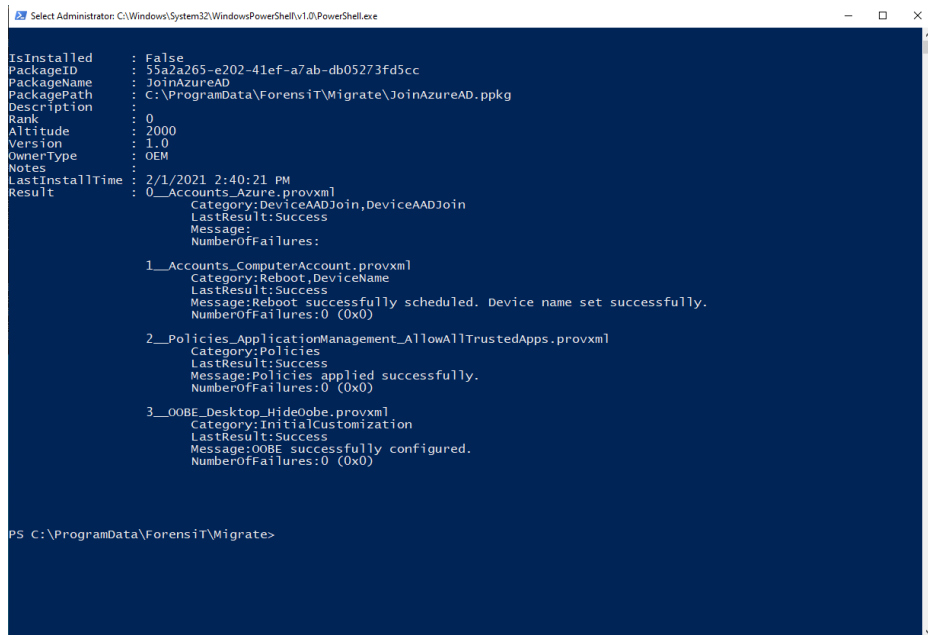 Select Administrator: C:\Windows\System32\WindowsPowerShell\v1.0\PowerShell.exe
IsInstalled : False
PackageID : 55a2a265-e202-41ef-a7ab-db05273fd5cc
PackageName : JoinAzureAD
PackagePath : C:\ProgramData\ForensiT\Migrate\JoinAzureAD.ppkg
Description :
Rank : 0
Altitude : 2000
Version : 1.0
OwnerType : OEM
Notes :
LastInstallTime : 2/1/2021 2:40:21 PM
Result : 0__Accounts_Azure.provxml
Category:DeviceAADJoin,DeviceAADJoin
LastResult:Success
Message:
NumberOfFailures:
1__Accounts_ComputerAccount.provxml
Category:Reboot,DeviceName
LastResult:Success
Message:Reboot successfully scheduled. Device name set successfully.
NumberOfFailures:0 (0x0)
2__Policies_ApplicationManagement_AllowAllTrustedApps.provxml
Category:Policies
LastResult:Success
Message:Policies applied successfully.
NumberOfFailures:0 (0x0)
3__OOBE_Desktop_HideOobe.provxml
Category:InitialCustomization
LastResult:Success
Message:OOBE successfully configured.
NumberOfFailures:0 (0x0)
PS C:\ProgramData\ForensiT\Migrate>